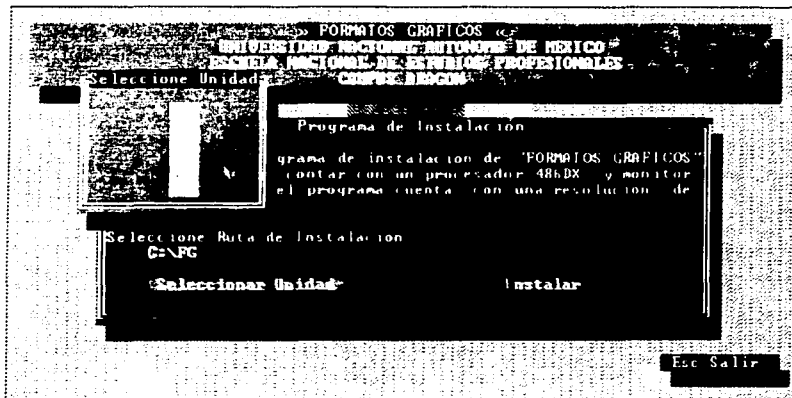 » FORMATOS GRAFICOS «
UNIVERSIDAD NACIONAL AUTONOMA DE MEXICO
ESCUELA NACIONAL DE ESTUDIOS PROFESIONALES
CAMPUS ARAGON
Seleccione Unidad
Programa de Instalacion
grama de instalacion de "FORMATOS GRAFICOS"
contar con un procesador 486DX y monitor
el programa cuenta con una resolucion de
Seleccione Ruta de Instalacion
C:\FG
Seleccionar Unidad
Instalar
Esc Salir